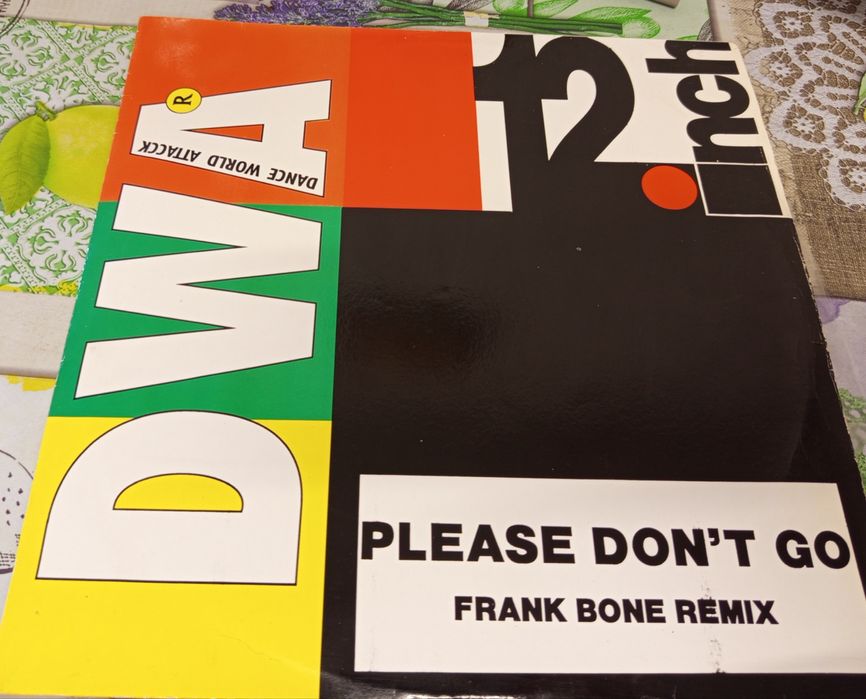 DWA
R
DANCE WORLD ATTACCK
12
inch
PLEASE DON'T GO
FRANK BONE REMIX